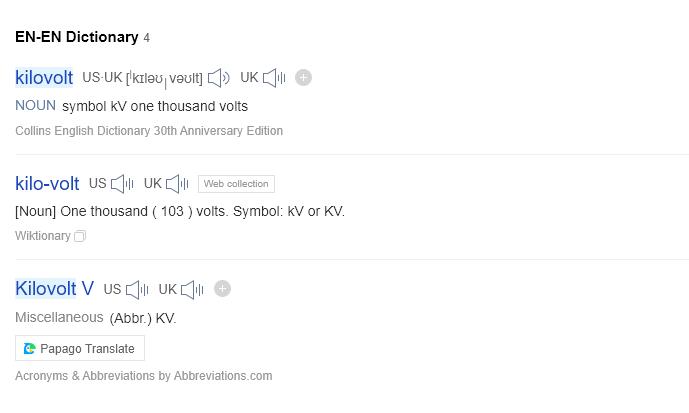 EN-EN Dictionary 4
kilovolt US·UK [ˈkɪləʊˌvəʊlt] UK
NOUN symbol kV one thousand volts
Collins English Dictionary 30th Anniversary Edition
kilo-volt US UK Web collection
[Noun] One thousand ( 103 ) volts. Symbol: kV or KV.
Wiktionary
Kilovolt V US UK
Miscellaneous (Abbr.) KV.
Papago Translate
Acronyms & Abbreviations by Abbreviations.com